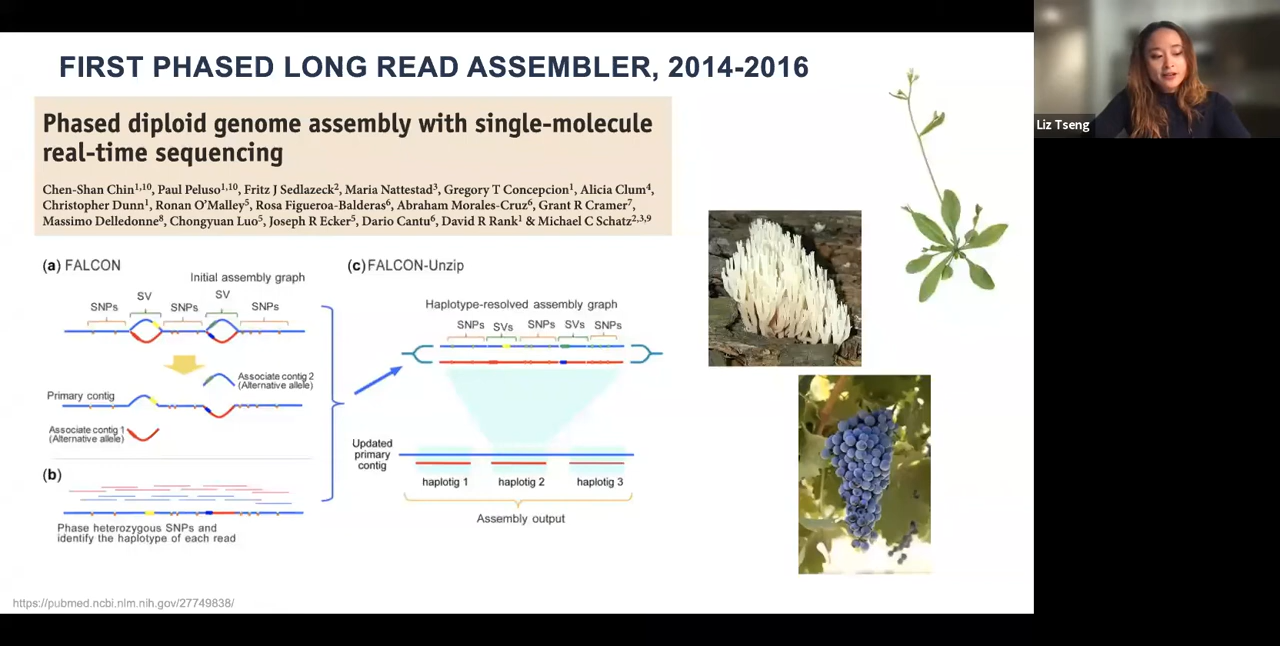 FIRST PHASED LONG READ ASSEMBLER, 2014-2016
Phased diploid genome assembly with single-molecule
real-time sequencing
Chen-Shan Chin1,10, Paul Peluso1,10, Fritz J Sedlazeck2, Maria Nattestad3, Gregory T Concepcion1, Alicia Clum4,
Christopher Dunn1, Ronan O'Malley5, Rosa Figueroa-Balderas6, Abraham Morales-Cruz6, Grant R Cramer7,
Massimo Delledonne8, Chongyuan Luo5, Joseph R Ecker5, Dario Cantu6, David R Rank1 & Michael C Schatz2,3,9
(a) FALCON
Initial assembly graph
SNPs
SV
SNPs
SV
SNPs
Associate contig 2
(Alternative allele)
Primary contig
Associate contig 1
(Alternative allele)
(b)
Phase heterozygous SNPs and
identify the haplotype of each read
(c) FALCON-Unzip
Haplotype-resolved assembly graph
SNPs SVs SNPs SVs SNPs
Updated
primary
contig
haplotig 1
haplotig 2
haplotig 3
Assembly output
https://pubmed.ncbi.nlm.nih.gov/27749838/
Liz Tseng